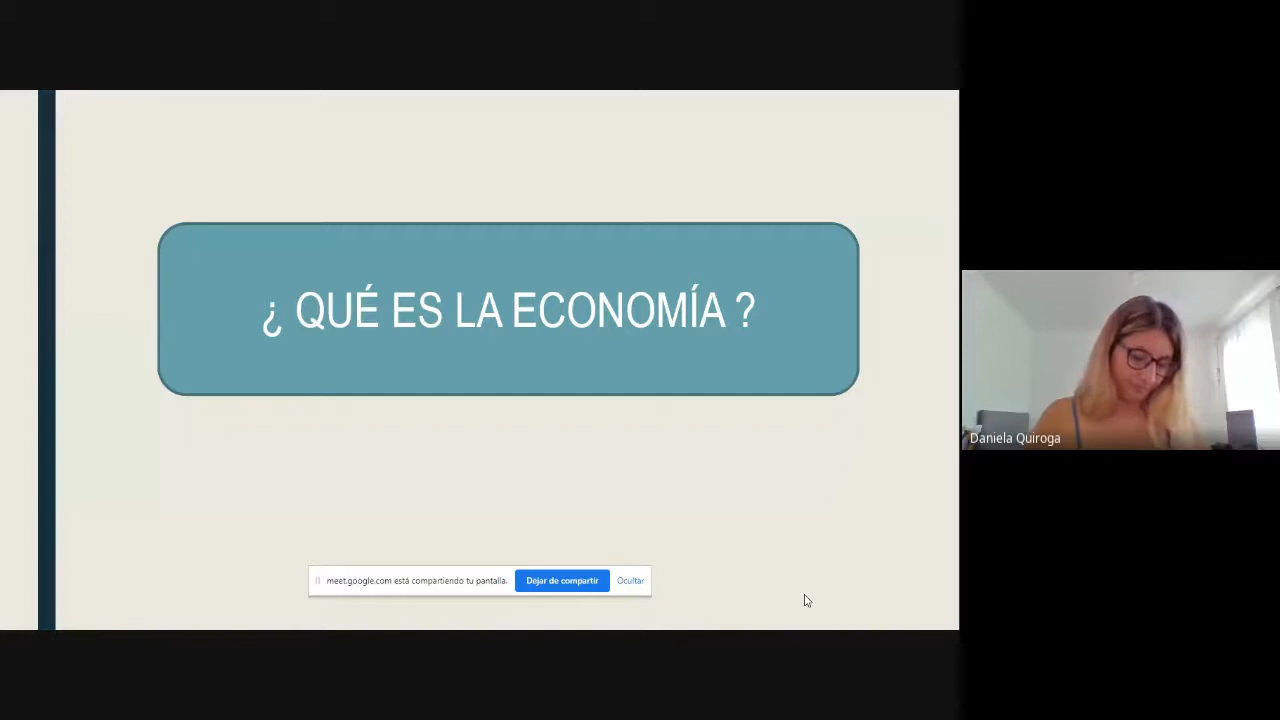 ¿ QUÉ ES LA ECONOMÍA ?
meet.google.com está compartiendo tu pantalla. Dejar de compartir Ocultar
Daniela Quiroga